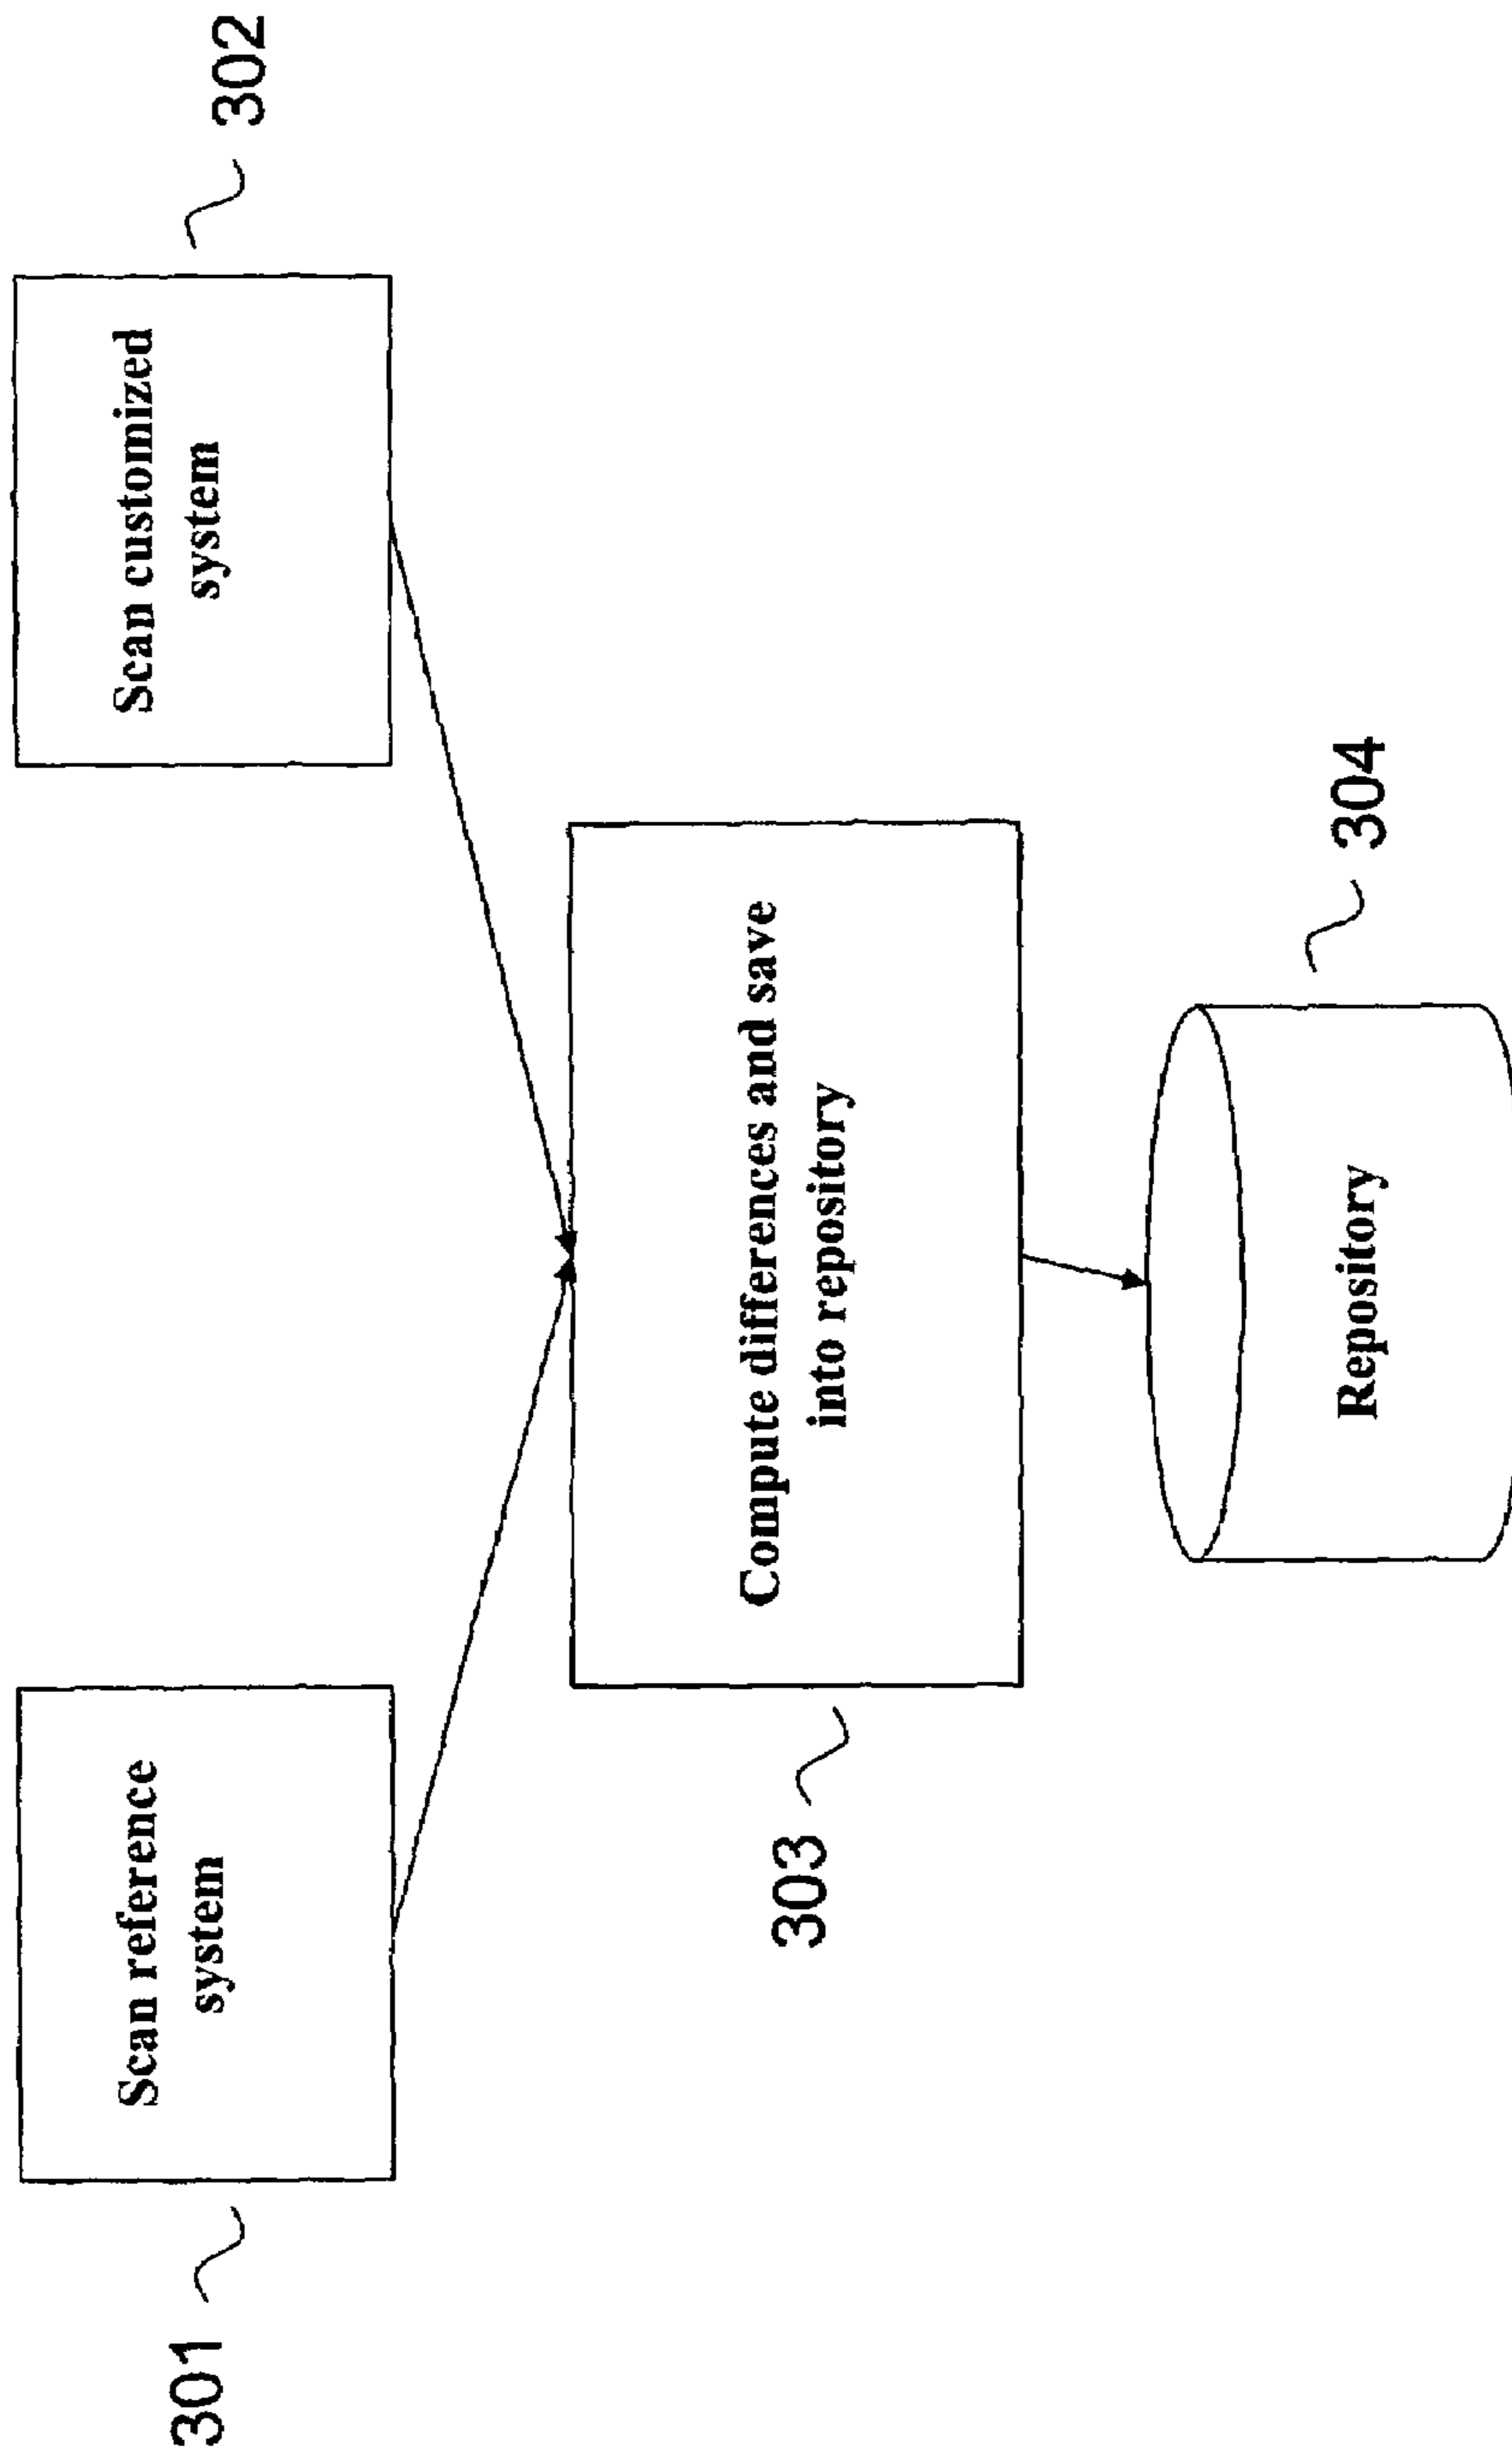 301
Scan reference
system
Scan customized
system
302
303
Compute differences and save
into repository
304
Repository